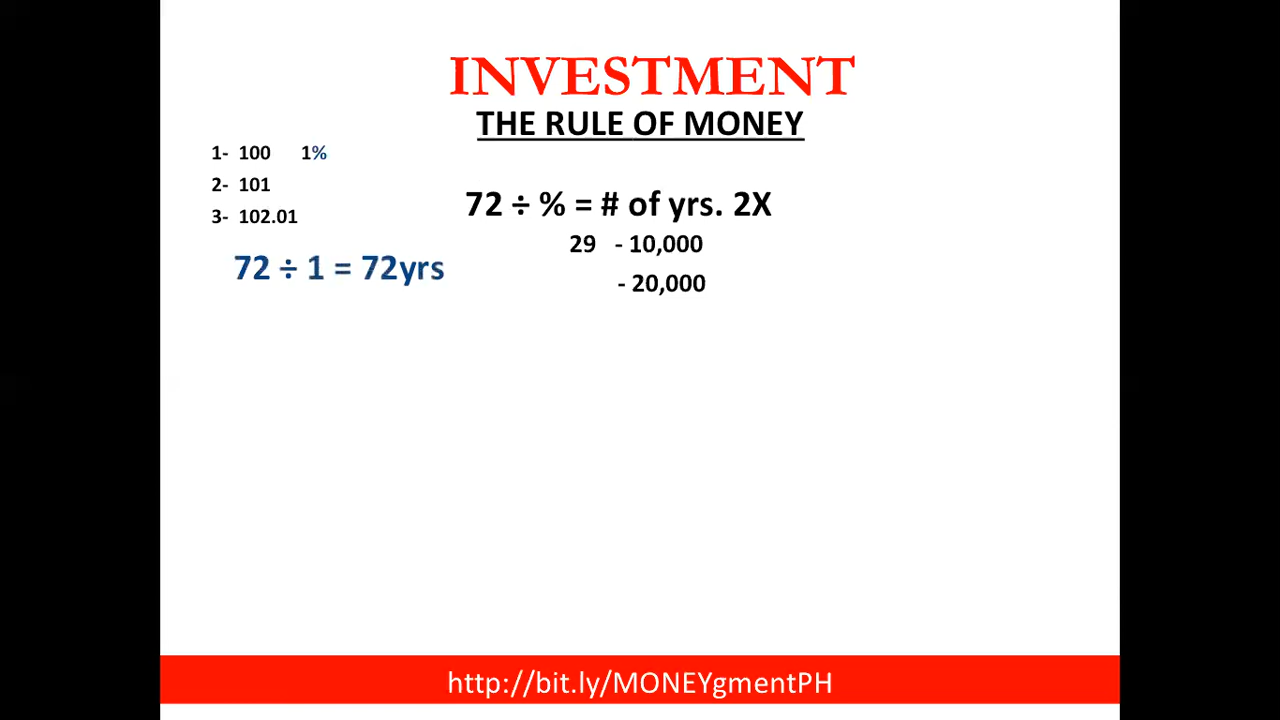 INVESTMENT
THE RULE OF MONEY
1- 100 1%
2- 101
3- 102.01
72 ÷ 1 = 72yrs
72 ÷ % = # of yrs. 2X
29 - 10,000
- 20,000
http://bit.ly/MONEYgmentPH